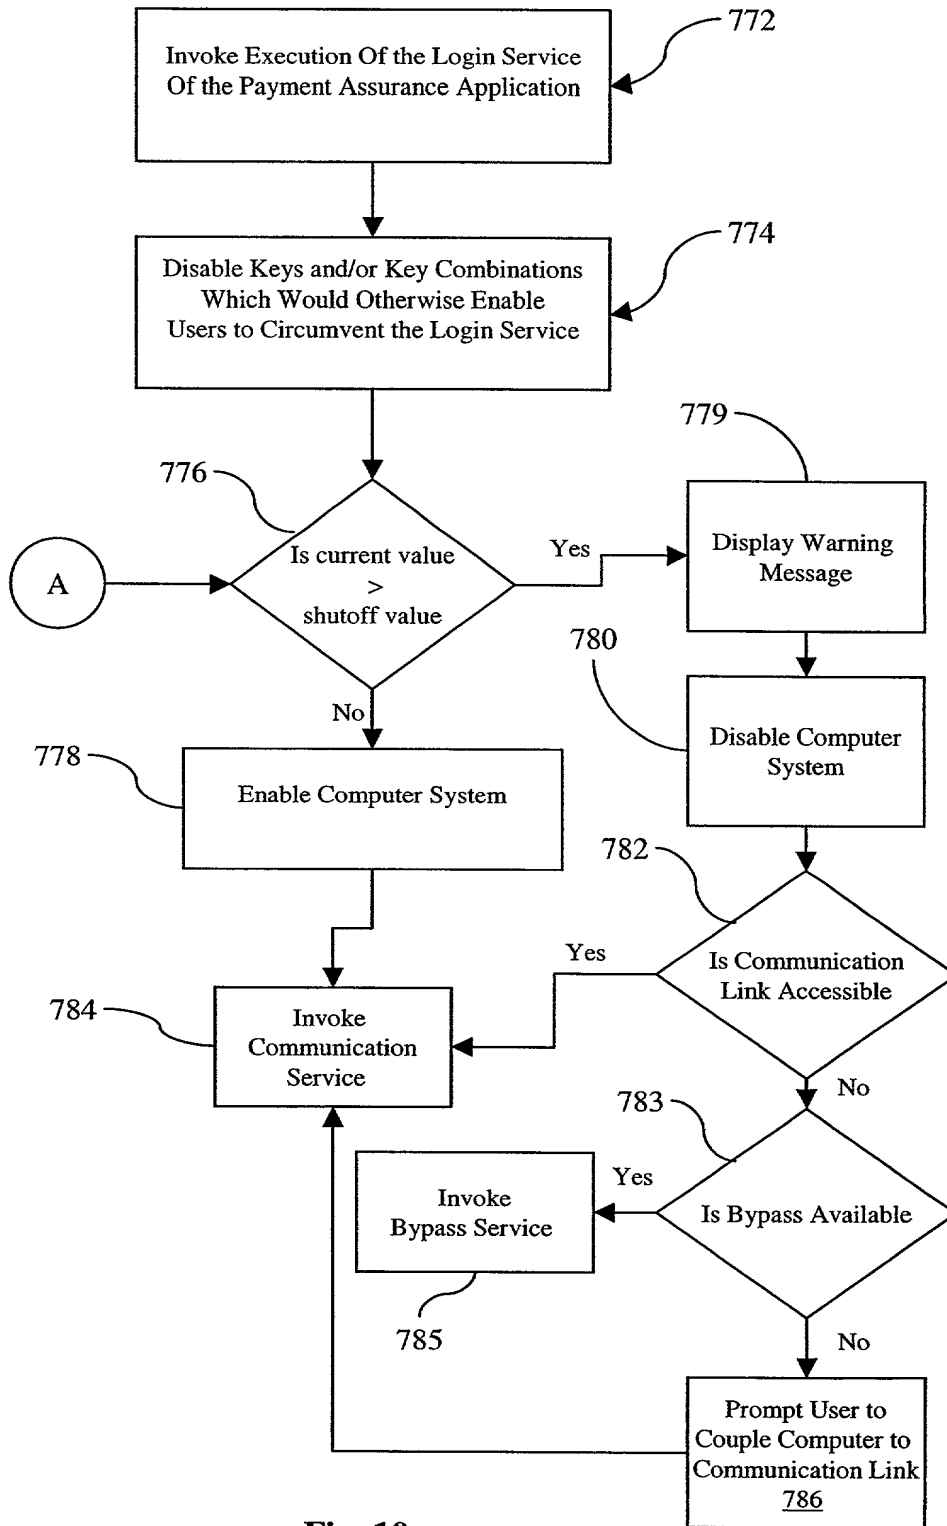 772
Invoke Execution Of the Login Service
Of the Payment Assurance Application
774
Disable Keys and/or Key Combinations
Which Would Otherwise Enable
Users to Circumvent the Login Service
779
776
Is current value
>
shutoff value
Yes
Display Warning
Message
A
780
No
Disable Computer
System
778
Enable Computer System
782
Yes
Is Communication
Link Accessible
784
Invoke
Communication
Service
No
783
Yes
Is Bypass Available
Invoke
Bypass Service
785
No
Prompt User to
Couple Computer to
Communication Link
786